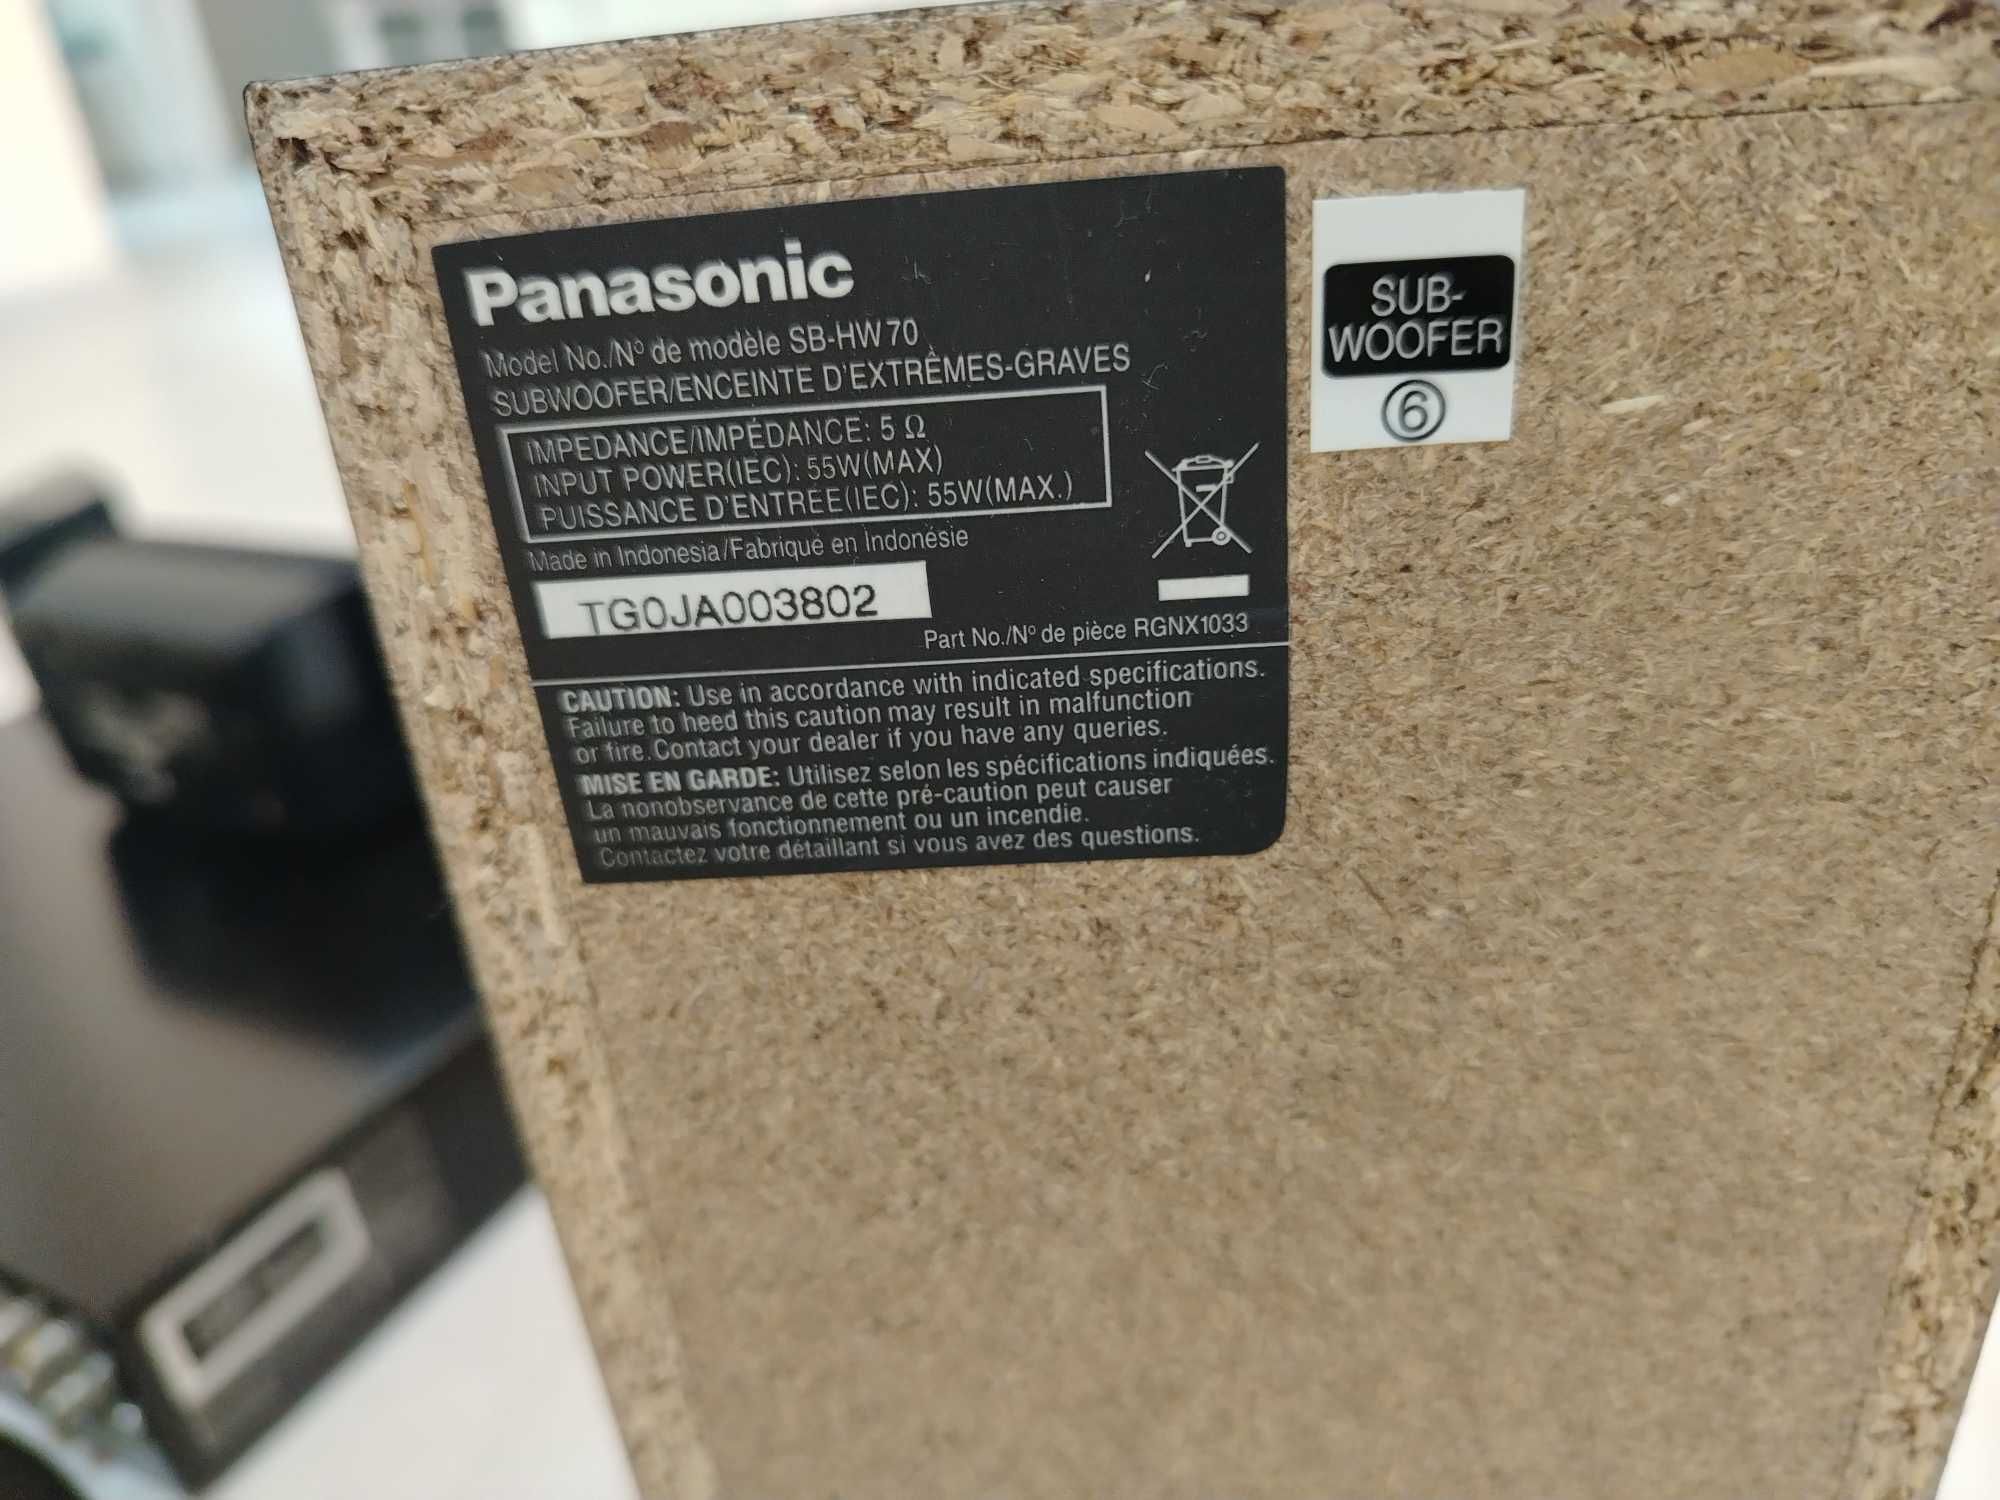 Panasonic
Model No./Nº de modèle SB-HW70
SUBWOOFER/ENCEINTE D'EXTRÊMES-GRAVES
IMPEDANCE/IMPÉDANCE: 5 Ω
INPUT POWER(IEC): 55W(MAX)
PUISSANCE D'ENTRÉE(IEC): 55W(MAX.)
Made in Indonesia/Fabriqué en Indonésie
TG0JA003802
Part No./Nº de pièce RGNX1033
CAUTION: Use in accordance with indicated specifications.
Failure to heed this caution may result in malfunction
or fire. Contact your dealer if you have any queries.
MISE EN GARDE: Utilisez selon les spécifications indiquées.
La nonobservance de cette pré-caution peut causer
un mauvais fonctionnement ou un incendie.
Contactez votre détaillant si vous avez des questions.
SUB-
WOOFER
⑥